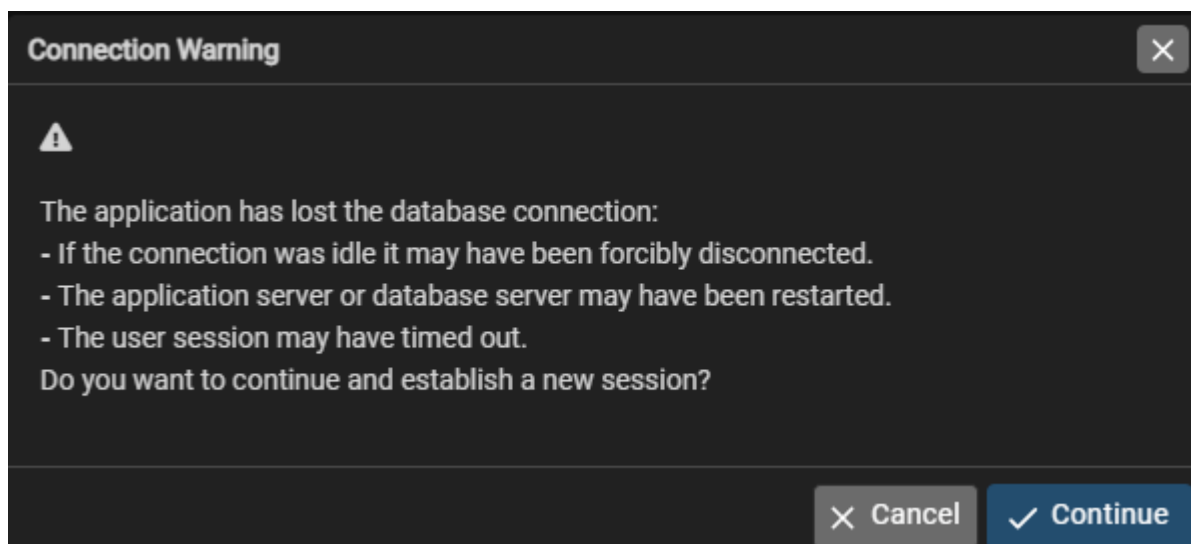 Connection Warning
The application has lost the database connection:
- If the connection was idle it may have been forcibly disconnected.
- The application server or database server may have been restarted.
- The user session may have timed out.
Do you want to continue and establish a new session?
Cancel Continue